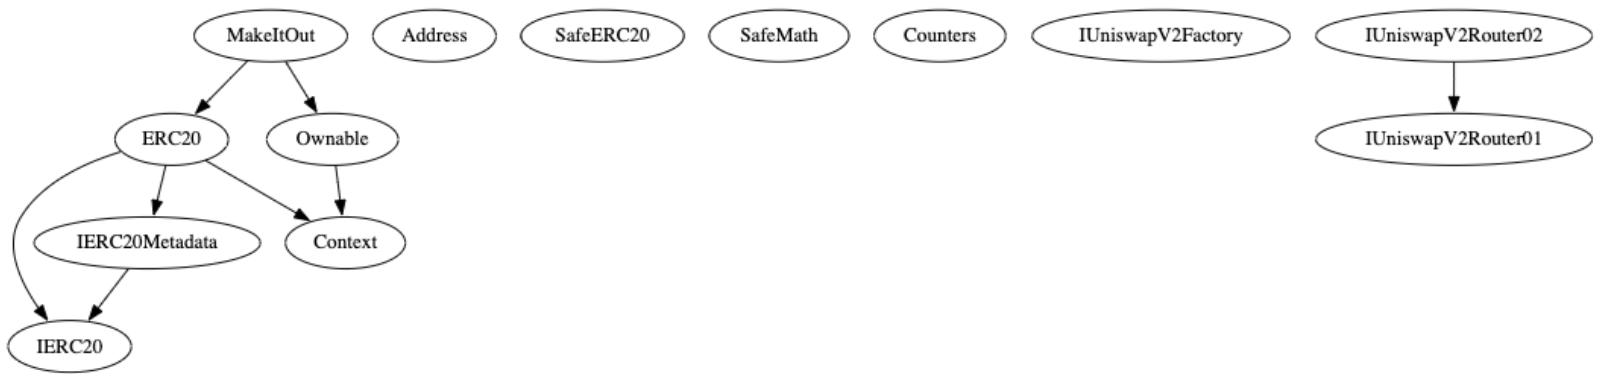 MakeItOut
Address
SafeERC20
SafeMath
Counters
IUniswapV2Factory
IUniswapV2Router02
ERC20
Ownable
IUniswapV2Router01
IERC20Metadata
Context
IERC20